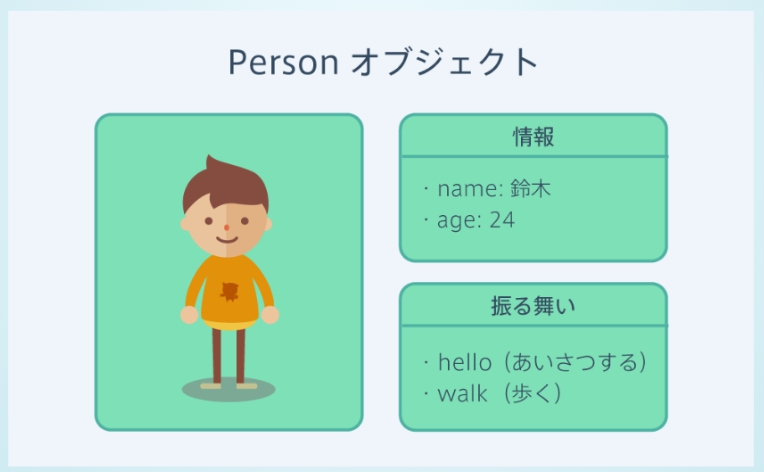 Person オブジェクト
情報
・name: 鈴木
・age: 24
振る舞い
・hello（あいさつする）
・walk（歩く）